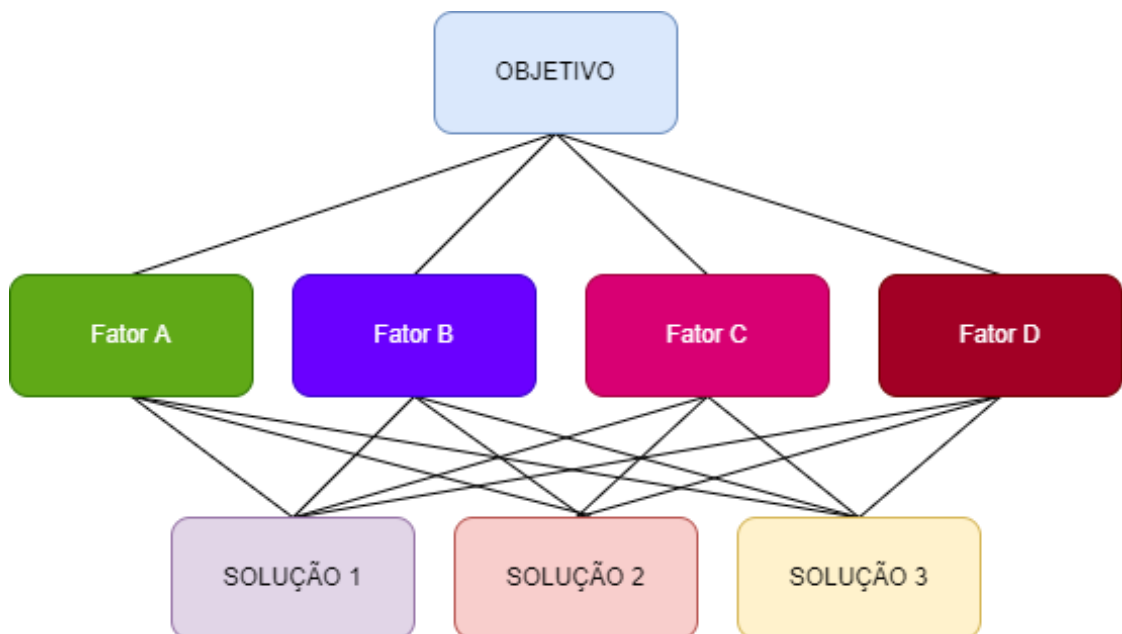 OBJETIVO
Fator A
Fator B
Fator C
Fator D
SOLUÇÃO 1
SOLUÇÃO 2
SOLUÇÃO 3